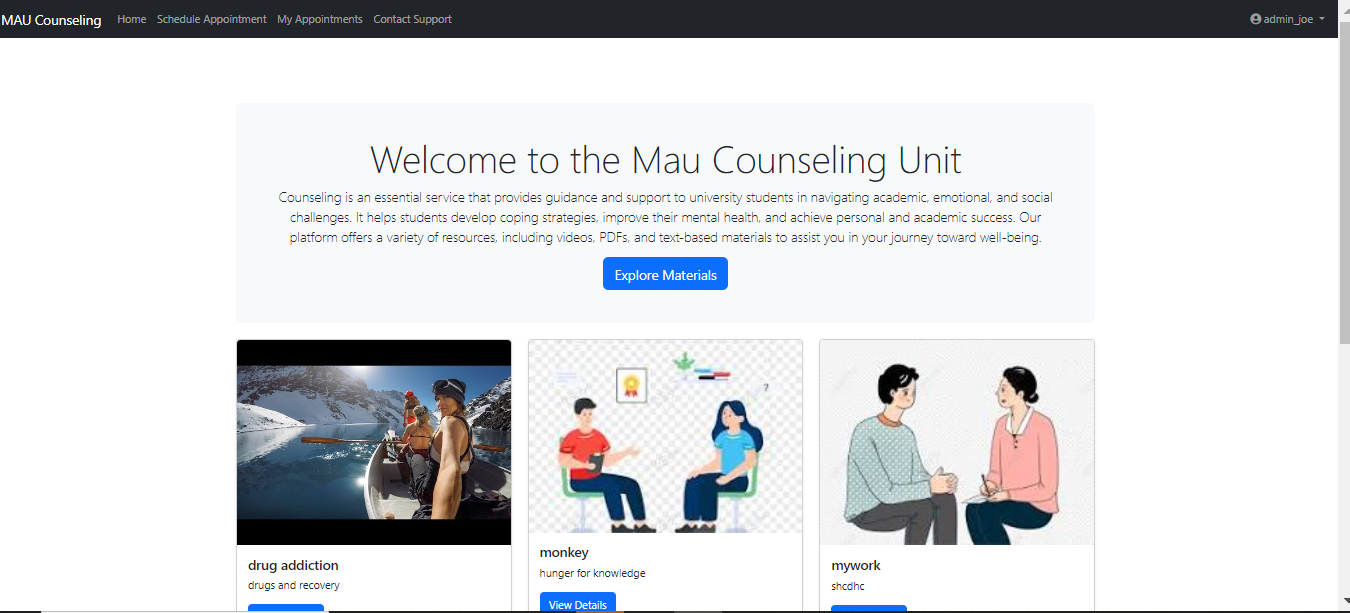 MAU Counseling Home Schedule Appointment My Appointments Contact Support admin_joe
Welcome to the Mau Counseling Unit
Counseling is an essential service that provides guidance and support to university students in navigating academic, emotional, and social
challenges. It helps students develop coping strategies, improve their mental health, and achieve personal and academic success. Our
platform offers a variety of resources, including videos, PDFs, and text-based materials to assist you in your journey toward well-being.
Explore Materials
?
drug addiction
drugs and recovery
monkey
hunger for knowledge
View Details
mywork
shcdhc